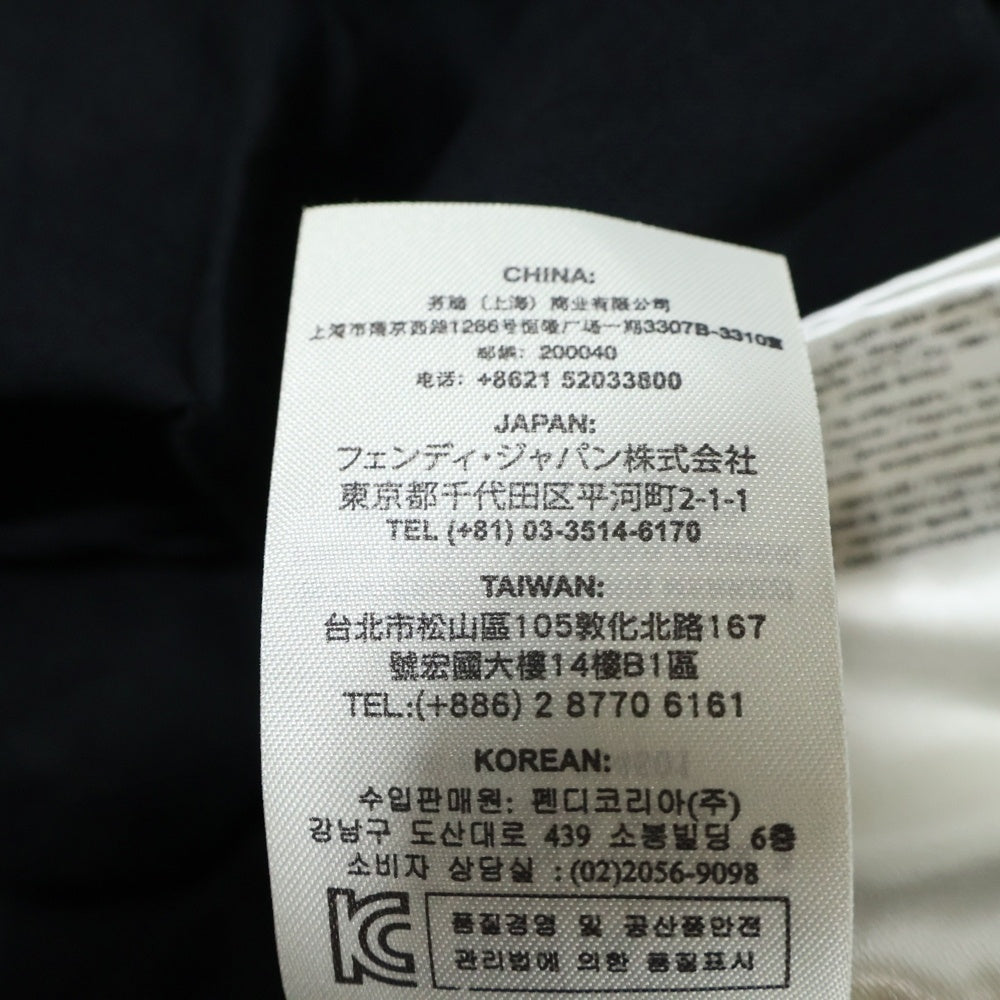 CHINA:
芬迪（上海）商业有限公司
上海市南京西路1266号恒隆广场一期3307B-3310室
邮编: 200040
电话: +8621 52033800
JAPAN:
フェンディ・ジャパン株式会社
東京都千代田区平河町2-1-1
TEL (+81) 03-3514-6170
TAIWAN:
台北市松山區105敦化北路167
號宏國大樓14樓B1區
TEL.:(+886) 2 8770 6161
KOREAN:
수입판매원: 펜디코리아(주)
강남구 도산대로 439 소봉빌딩 6층
소비자 상담실 :(02)2056-9098
KC
품질경영 및 공산품안전
관리법에 의한 품질표시